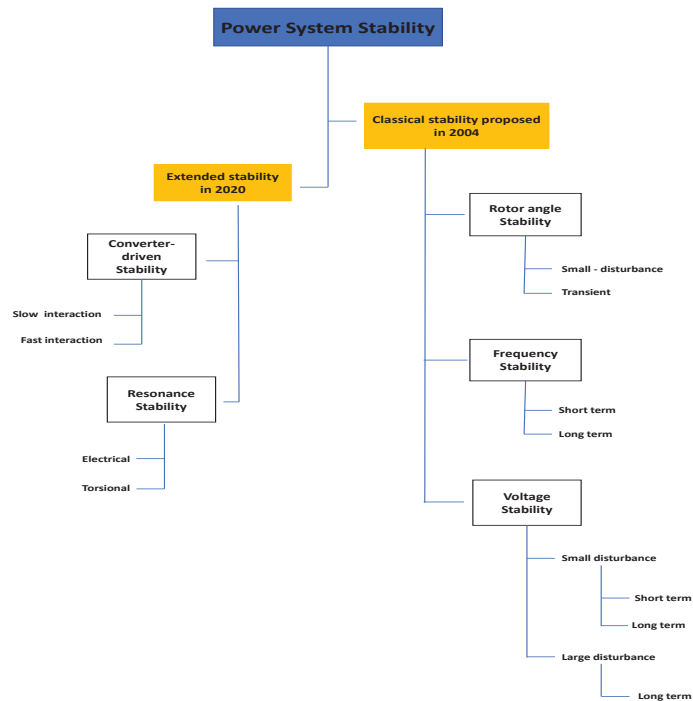 Power System Stability
Classical stability proposed
in 2004
Extended stability
in 2020
Rotor angle
Stability
Small - disturbance
Transient
Converter-
driven
Stability
Slow interaction
Fast interaction
Frequency
Stability
Short term
Long term
Resonance
Stability
Electrical
Torsional
Voltage
Stability
Small disturbance
Short term
Long term
Large disturbance
Long term